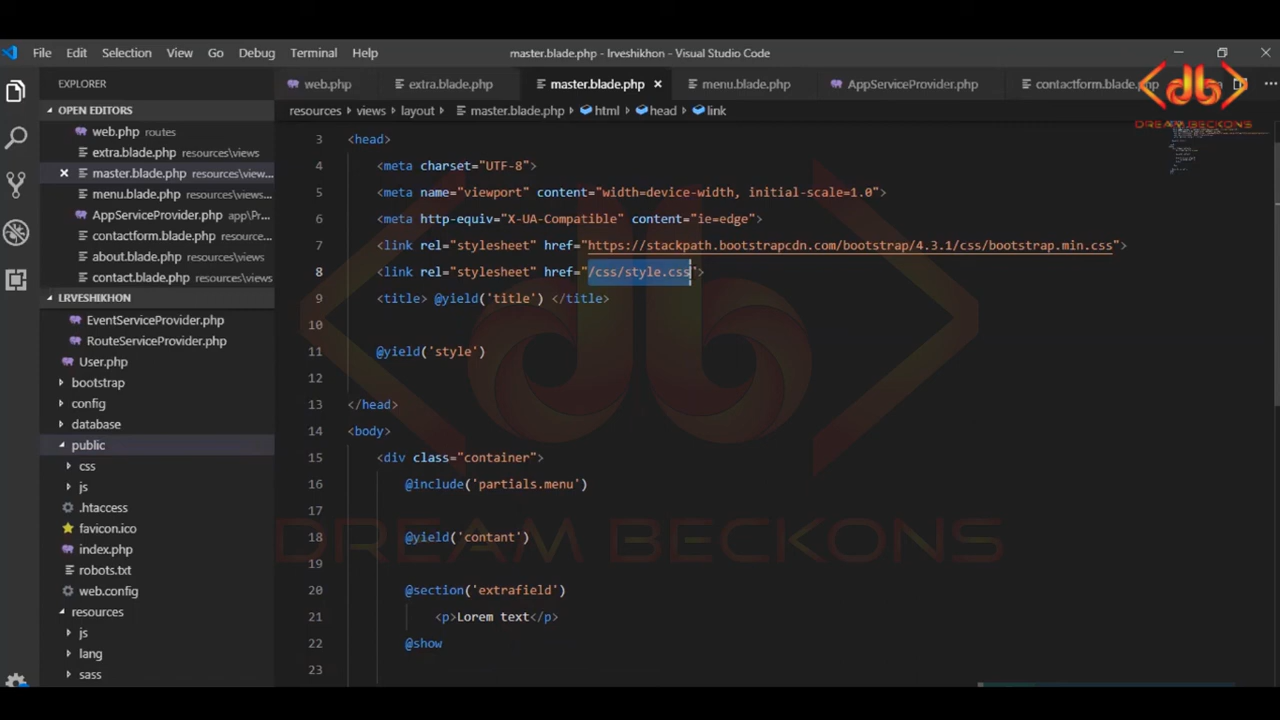 File Edit Selection View Go Debug Terminal Help
master.blade.php - lrveshikhon - Visual Studio Code
EXPLORER
OPEN EDITORS
web.php routes
extra.blade.php resources\views
master.blade.php resources\view...
menu.blade.php resources\views...
AppServiceProvider.php app\Pr...
contactform.blade.php resource...
about.blade.php resources\views
contact.blade.php resources\views
LRVESHIKHON
EventServiceProvider.php
RouteServiceProvider.php
User.php
bootstrap
config
database
public
css
js
.htaccess
favicon.ico
index.php
robots.txt
web.config
resources
js
lang
sass
web.php extra.blade.php master.blade.php menu.blade.php AppServiceProvider.php contactform.blade.php
resources views layout master.blade.php html head link
3 <head>
4 <meta charset="UTF-8">
5 <meta name="viewport" content="width=device-width, initial-scale=1.0">
6 <meta http-equiv="X-UA-Compatible" content="ie=edge">
7 <link rel="stylesheet" href="https://stackpath.bootstrapcdn.com/bootstrap/4.3.1/css/bootstrap.min.css">
8 <link rel="stylesheet" href="/css/style.css">
9 <title> @yield('title') </title>
10
11 @yield('style')
12
13 </head>
14 <body>
15 <div class="container">
16 @include('partials.menu')
17
18 @yield('contant')
19
20 @section('extrafield')
21 <p>Lorem text</p>
22 @show
23
DREAM BECKONS
DREAM BECKONS